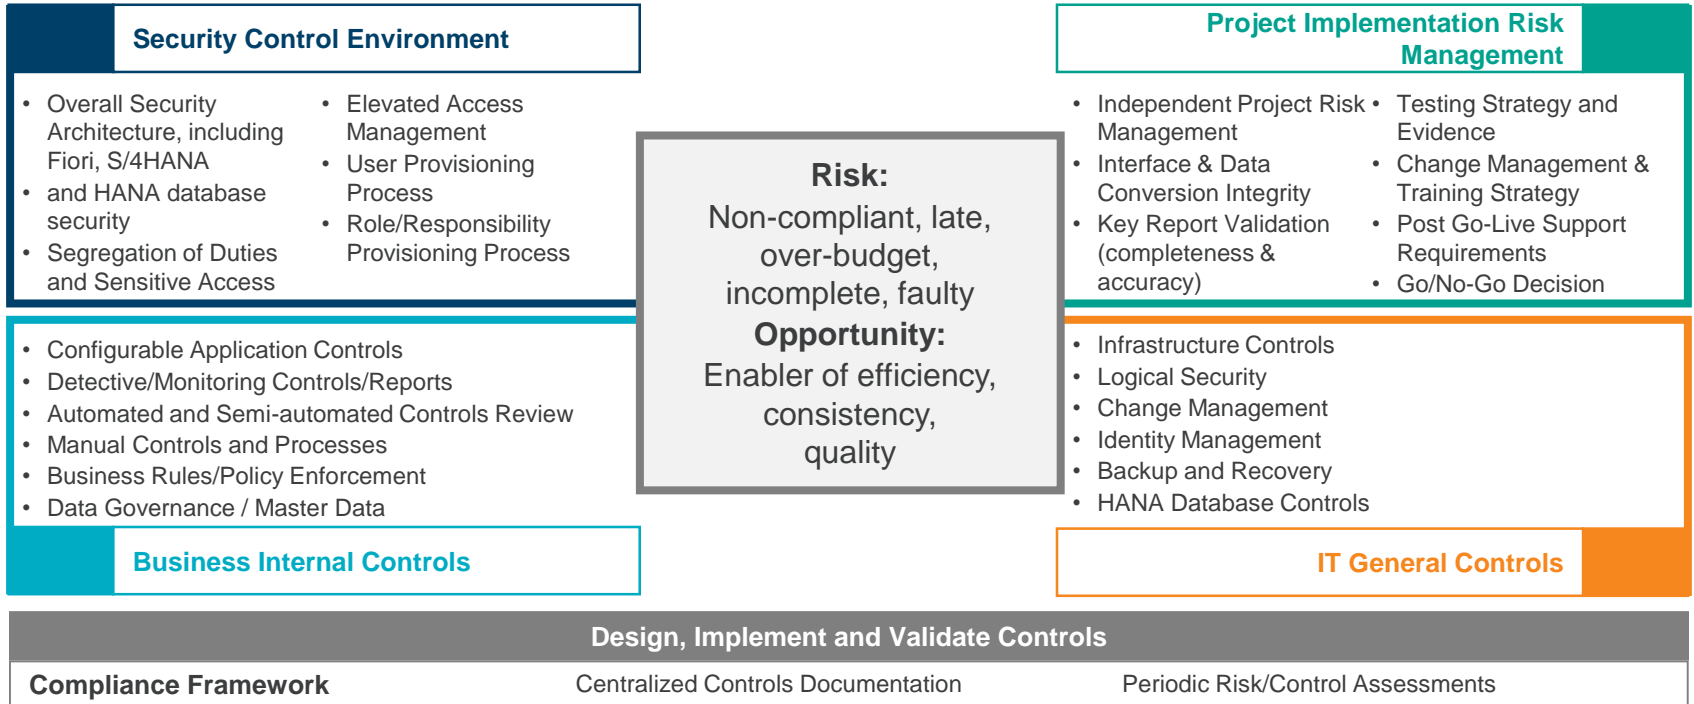 Security Control Environment
• Overall Security
Architecture, including
Fiori, S/4HANA
• and HANA database
security
• Segregation of Duties
and Sensitive Access
• Elevated Access
Management
• User Provisioning
Process
• Role/Responsibility
Provisioning Process
Project Implementation Risk
Management
• Independent Project Risk
Management
• Interface & Data
Conversion Integrity
• Key Report Validation
(completeness &
accuracy)
• Testing Strategy and
Evidence
• Change Management &
Training Strategy
• Post Go-Live Support
Requirements
• Go/No-Go Decision
Risk:
Non-compliant, late,
over-budget,
incomplete, faulty
Opportunity:
Enabler of efficiency,
consistency,
quality
• Configurable Application Controls
• Detective/Monitoring Controls/Reports
• Automated and Semi-automated Controls Review
• Manual Controls and Processes
• Business Rules/Policy Enforcement
• Data Governance / Master Data
Business Internal Controls
• Infrastructure Controls
• Logical Security
• Change Management
• Identity Management
• Backup and Recovery
• HANA Database Controls
IT General Controls
Design, Implement and Validate Controls
Compliance Framework
Centralized Controls Documentation
Periodic Risk/Control Assessments